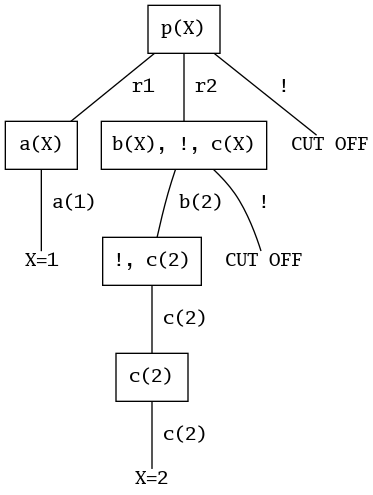 p(X)
r1
r2
!
a(X)
b(X), !, c(X)
CUT OFF
a(1)
b(2)
!
X=1
!, c(2)
CUT OFF
c(2)
c(2)
c(2)
X=2